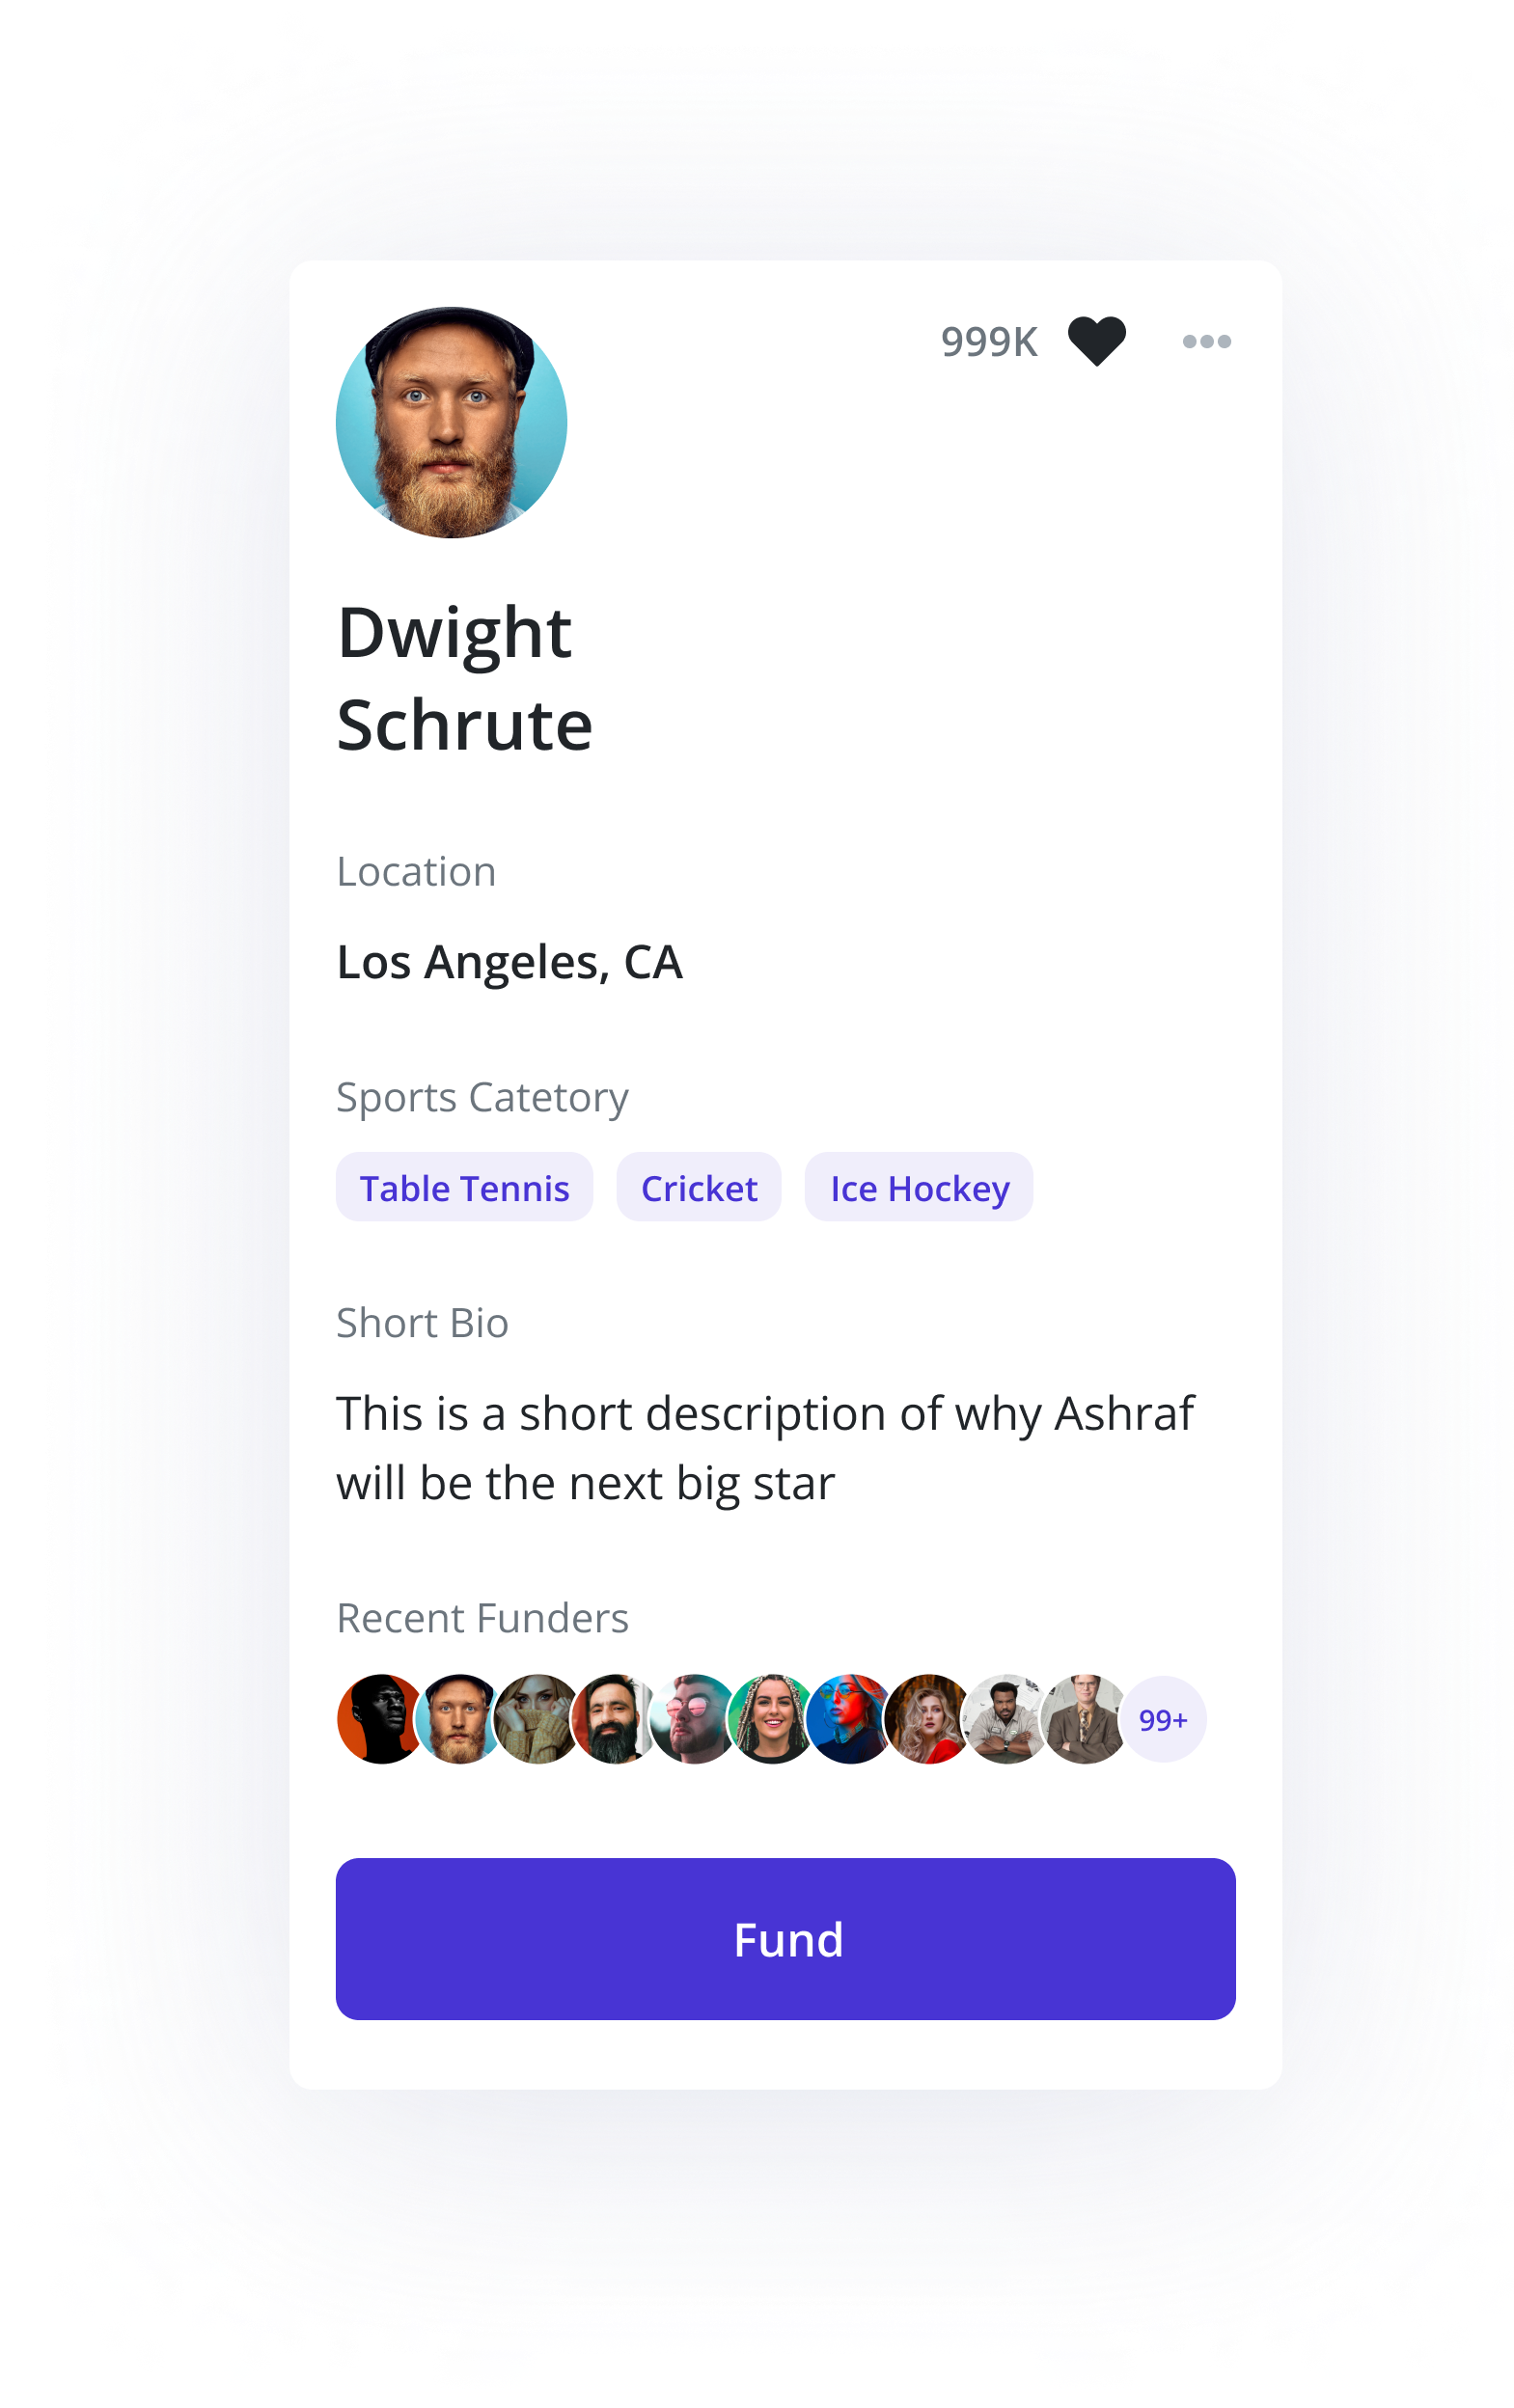 999K
Dwight
Schrute
Location
Los Angeles, CA
Sports Catetory
Table Tennis
Cricket
Ice Hockey
Short Bio
This is a short description of why Ashraf
will be the next big star
Recent Funders
99+
Fund